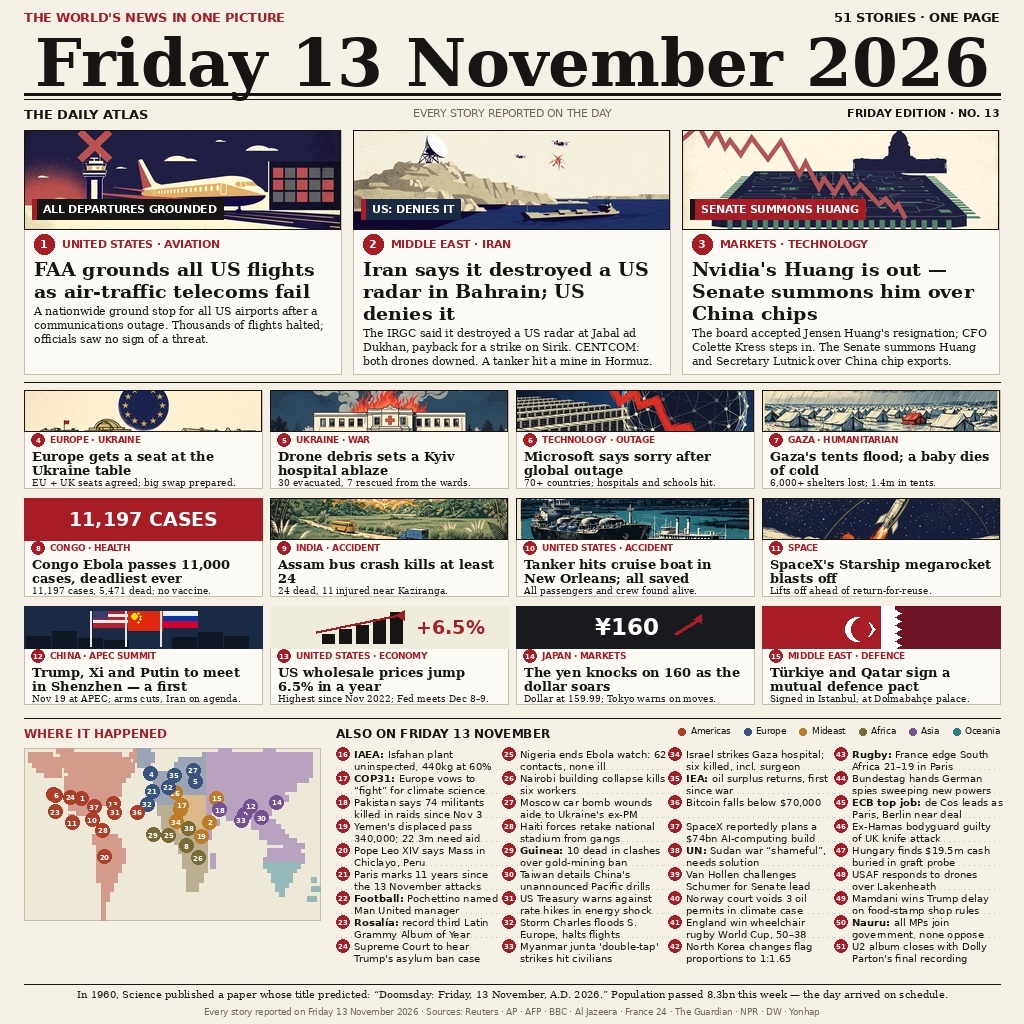 THE WORLD'S NEWS IN ONE PICTURE
51 STORIES · ONE PAGE
Friday 13 November 2026
THE DAILY ATLAS
EVERY STORY REPORTED ON THE DAY
FRIDAY EDITION · NO. 13
ALL DEPARTURES GROUNDED
1 UNITED STATES · AVIATION
FAA grounds all US flights
as air-traffic telecoms fail
A nationwide ground stop for all US airports after a
communications outage. Thousands of flights halted;
officials saw no sign of a threat.
US: DENIES IT
2 MIDDLE EAST · IRAN
Iran says it destroyed a US
radar in Bahrain; US
denies it
The IRGC said it destroyed a US radar at Jabal ad
Dukhan, payback for a strike on Sirik. CENTCOM:
both drones downed. A tanker hit a mine in Hormuz.
SENATE SUMMONS HUANG
3 MARKETS · TECHNOLOGY
Nvidia's Huang is out —
Senate summons him over
China chips
The board accepted Jensen Huang's resignation; CFO
Colette Kress steps in. The Senate summons Huang
and Secretary Lutnick over China chip exports.
4 EUROPE · UKRAINE
Europe gets a seat at the
Ukraine table
EU + UK seats agreed; big swap prepared.
5 UKRAINE · WAR
Drone debris sets a Kyiv
hospital ablaze
30 evacuated, 7 rescued from the wards.
6 TECHNOLOGY · OUTAGE
Microsoft says sorry after
global outage
70+ countries; hospitals and schools hit.
7 GAZA · HUMANITARIAN
Gaza's tents flood; a baby dies
of cold
6,000+ shelters lost; 1.4m in tents.
11,197 CASES
8 CONGO · HEALTH
Congo Ebola passes 11,000
cases, deadliest ever
11,197 cases, 5,471 dead; no vaccine.
9 INDIA · ACCIDENT
Assam bus crash kills at least
24
24 dead, 11 injured near Kaziranga.
10 UNITED STATES · ACCIDENT
Tanker hits cruise boat in
New Orleans; all saved
All passengers and crew found alive.
11 SPACE
SpaceX's Starship megarocket
blasts off
Lifts off ahead of return-for-reuse.
12 CHINA · APEC SUMMIT
Trump, Xi and Putin to meet
in Shenzhen — a first
Nov 19 at APEC; arms cuts, Iran on agenda.
+6.5%
13 UNITED STATES · ECONOMY
US wholesale prices jump
6.5% in a year
Highest since Nov 2022; Fed meets Dec 8–9.
¥160
14 JAPAN · MARKETS
The yen knocks on 160 as the
dollar soars
Dollar at 159.99; Tokyo warns on moves.
15 MIDDLE EAST · DEFENCE
Türkiye and Qatar sign a
mutual defence pact
Signed in Istanbul, at Dolmabahçe palace.
WHERE IT HAPPENED
ALSO ON FRIDAY 13 NOVEMBER
Americas
Europe
Mideast
Africa
Asia
Oceania
16 IAEA: Isfahan plant
uninspected, 440kg at 60%
17 COP31: Europe vows to
“fight” for climate science
18 Pakistan says 74 militants
killed in raids since Nov 3
19 Yemen's displaced pass
340,000; 22.3m need aid
20 Pope Leo XIV says Mass in
Chiclayo, Peru
21 Paris marks 11 years since
the 13 November attacks
22 Football: Pochettino named
Man United manager
23 Rosalía: record third Latin
Grammy Album of Year
24 Supreme Court to hear
Trump's asylum ban case
25 Nigeria ends Ebola watch: 62
contacts, none ill
26 Nairobi building collapse kills
six workers
27 Moscow car bomb wounds
aide to Ukraine's ex-PM
28 Haiti forces retake national
stadium from gangs
29 Guinea: 10 dead in clashes
over gold-mining ban
30 Taiwan details China's
unannounced Pacific drills
31 US Treasury warns against
rate hikes in energy shock
32 Storm Charles floods S.
Europe, halts flights
33 Myanmar junta 'double-tap'
strikes hit civilians
34 Israel strikes Gaza hospital;
six killed, incl. surgeon
35 IEA: oil surplus returns, first
since war
36 Bitcoin falls below $70,000
37 SpaceX reportedly plans a
$74bn AI-computing build
38 UN: Sudan war “shameful”,
needs solution
39 Van Hollen challenges
Schumer for Senate lead
40 Norway court voids 3 oil
permits in climate case
41 England win wheelchair
rugby World Cup, 50–38
42 North Korea changes flag
proportions to 1:1.65
43 Rugby: France edge South
Africa 21–19 in Paris
44 Bundestag hands German
spies sweeping new powers
45 ECB top job: de Cos leads as
Paris, Berlin near deal
46 Ex-Hamas bodyguard guilty
of UK knife attack
47 Hungary finds $19.5m cash
buried in graft probe
48 USAF responds to drones
over Lakenheath
49 Mamdani wins Trump delay
on food-stamp shop rules
50 Nauru: all MPs join
government, none oppose
51 U2 album closes with Dolly
Parton's final recording
In 1960, Science published a paper whose title predicted: “Doomsday: Friday, 13 November, A.D. 2026.” Population passed 8.3bn this week — the day arrived on schedule.
Every story reported on Friday 13 November 2026 · Sources: Reuters · AP · AFP · BBC · Al Jazeera · France 24 · The Guardian · NPR · DW · Yonhap